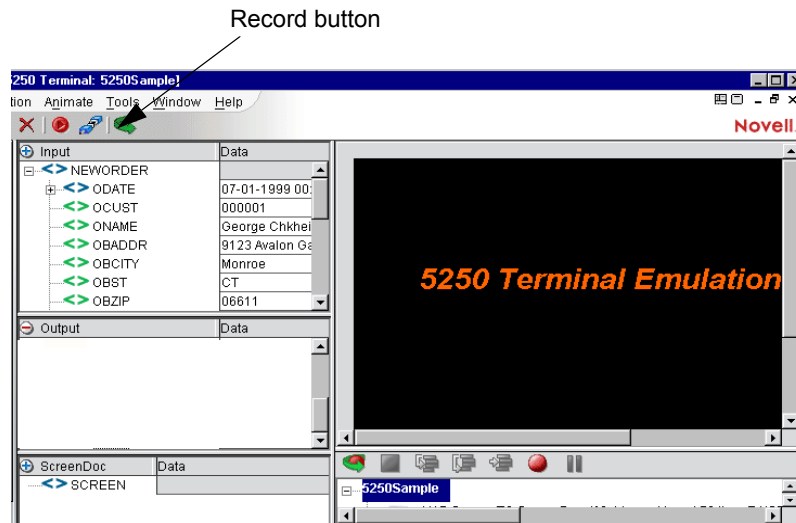 Record button
5250 Terminal: 5250Sample]
tion Animate Tools Window Help
Novell
Input Data
NEWORDER
ODATE 07-01-1999 00:
OCUST 000001
ONAME George Chkhei
OBADDR 9123 Avalon Ga
OBCITY Monroe
OBST CT
OBZIP 06611
5250 Terminal Emulation
Output Data
ScreenDoc Data
SCREEN
5250Sample